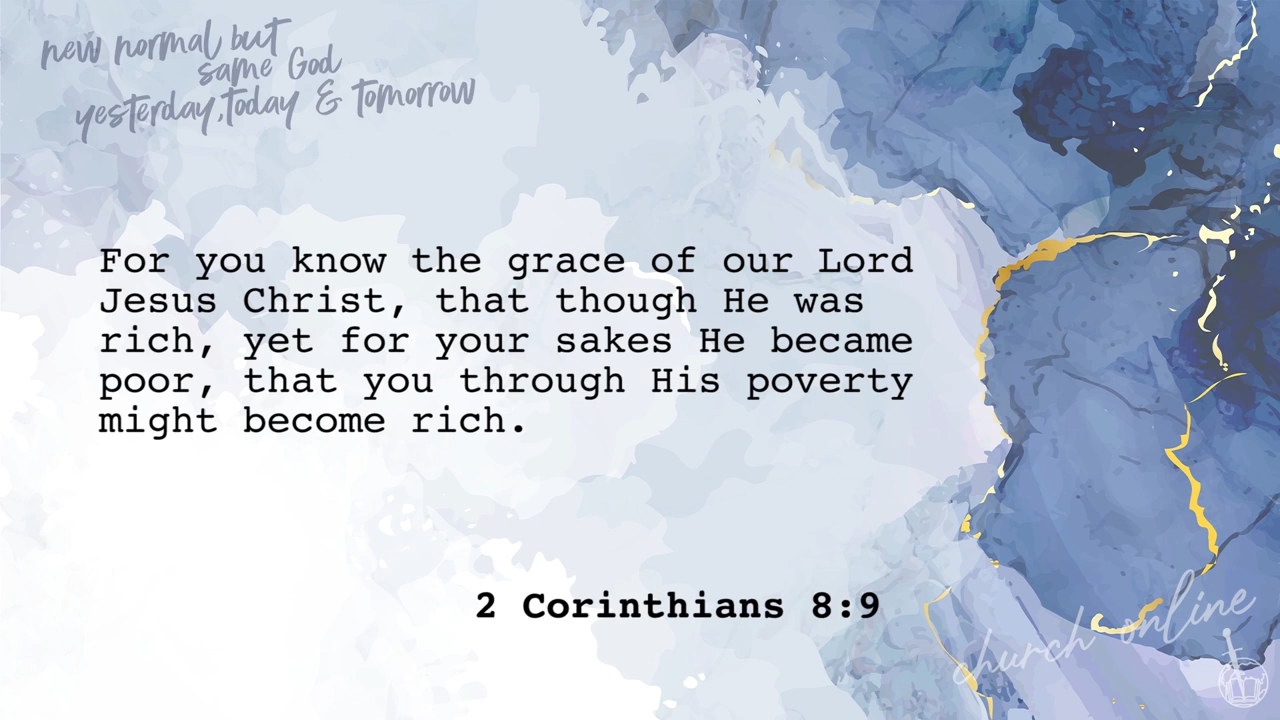 new normal but
same God
yesterday, today & tomorrow
For you know the grace of our Lord
Jesus Christ, that though He was
rich, yet for your sakes He became
poor, that you through His poverty
might become rich.
2 Corinthians 8:9
church online